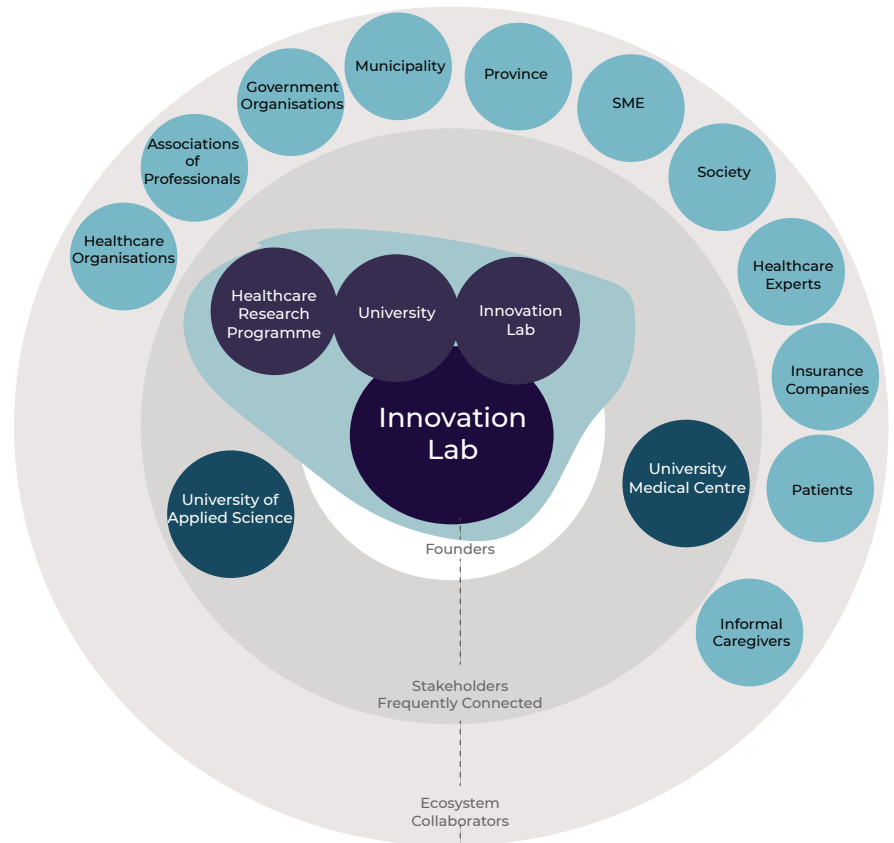 Municipality
Province
Government
Organisations
SME
Associations
of
Professionals
Society
Healthcare
Organisations
Healthcare
Experts
Healthcare
Research
Programme
University
Innovation
Lab
Insurance
Companies
Innovation
Lab
University
Medical Centre
Patients
University of
Applied Science
Founders
Informal
Caregivers
Stakeholders
Frequently Connected
Ecosystem
Collaborators